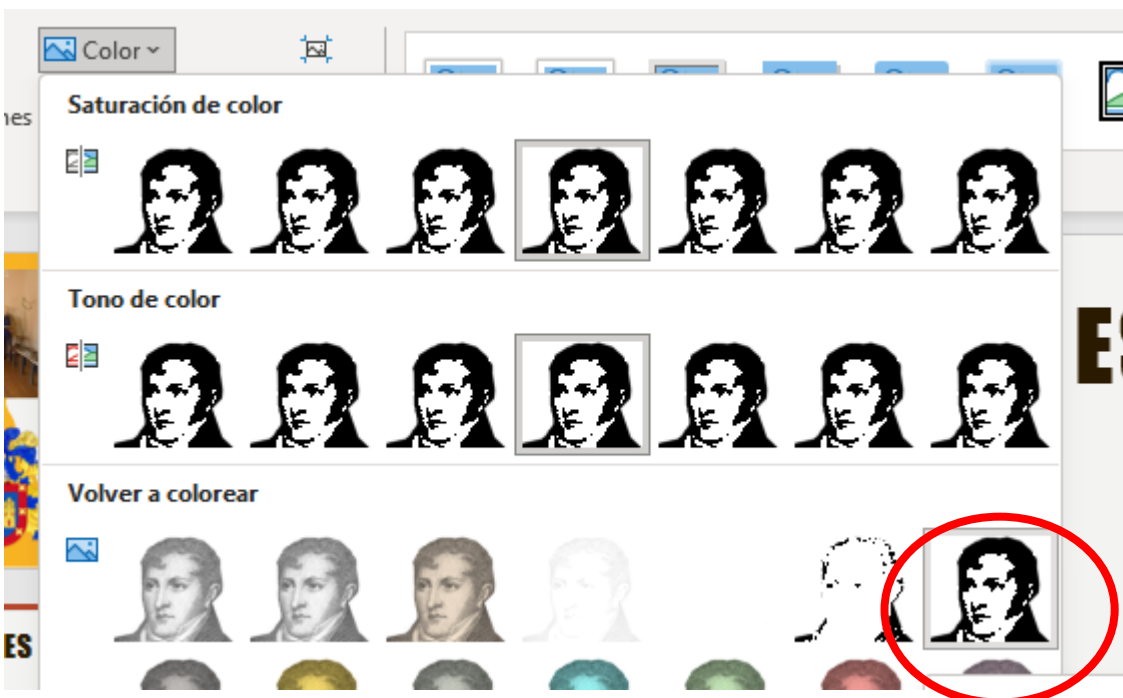 Color
nes
Saturación de color
Tono de color
ES
Volver a colorear
ES